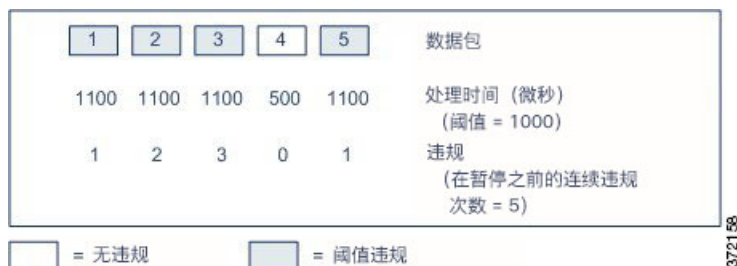 1 2 3 4 5 数据包
1100 1100 1100 500 1100 处理时间（微秒）
（阈值 = 1000）
1 2 3 0 1 违规
（在暂停之前的连续违规
次数 = 5）
= 无违规 = 阈值违规
372158